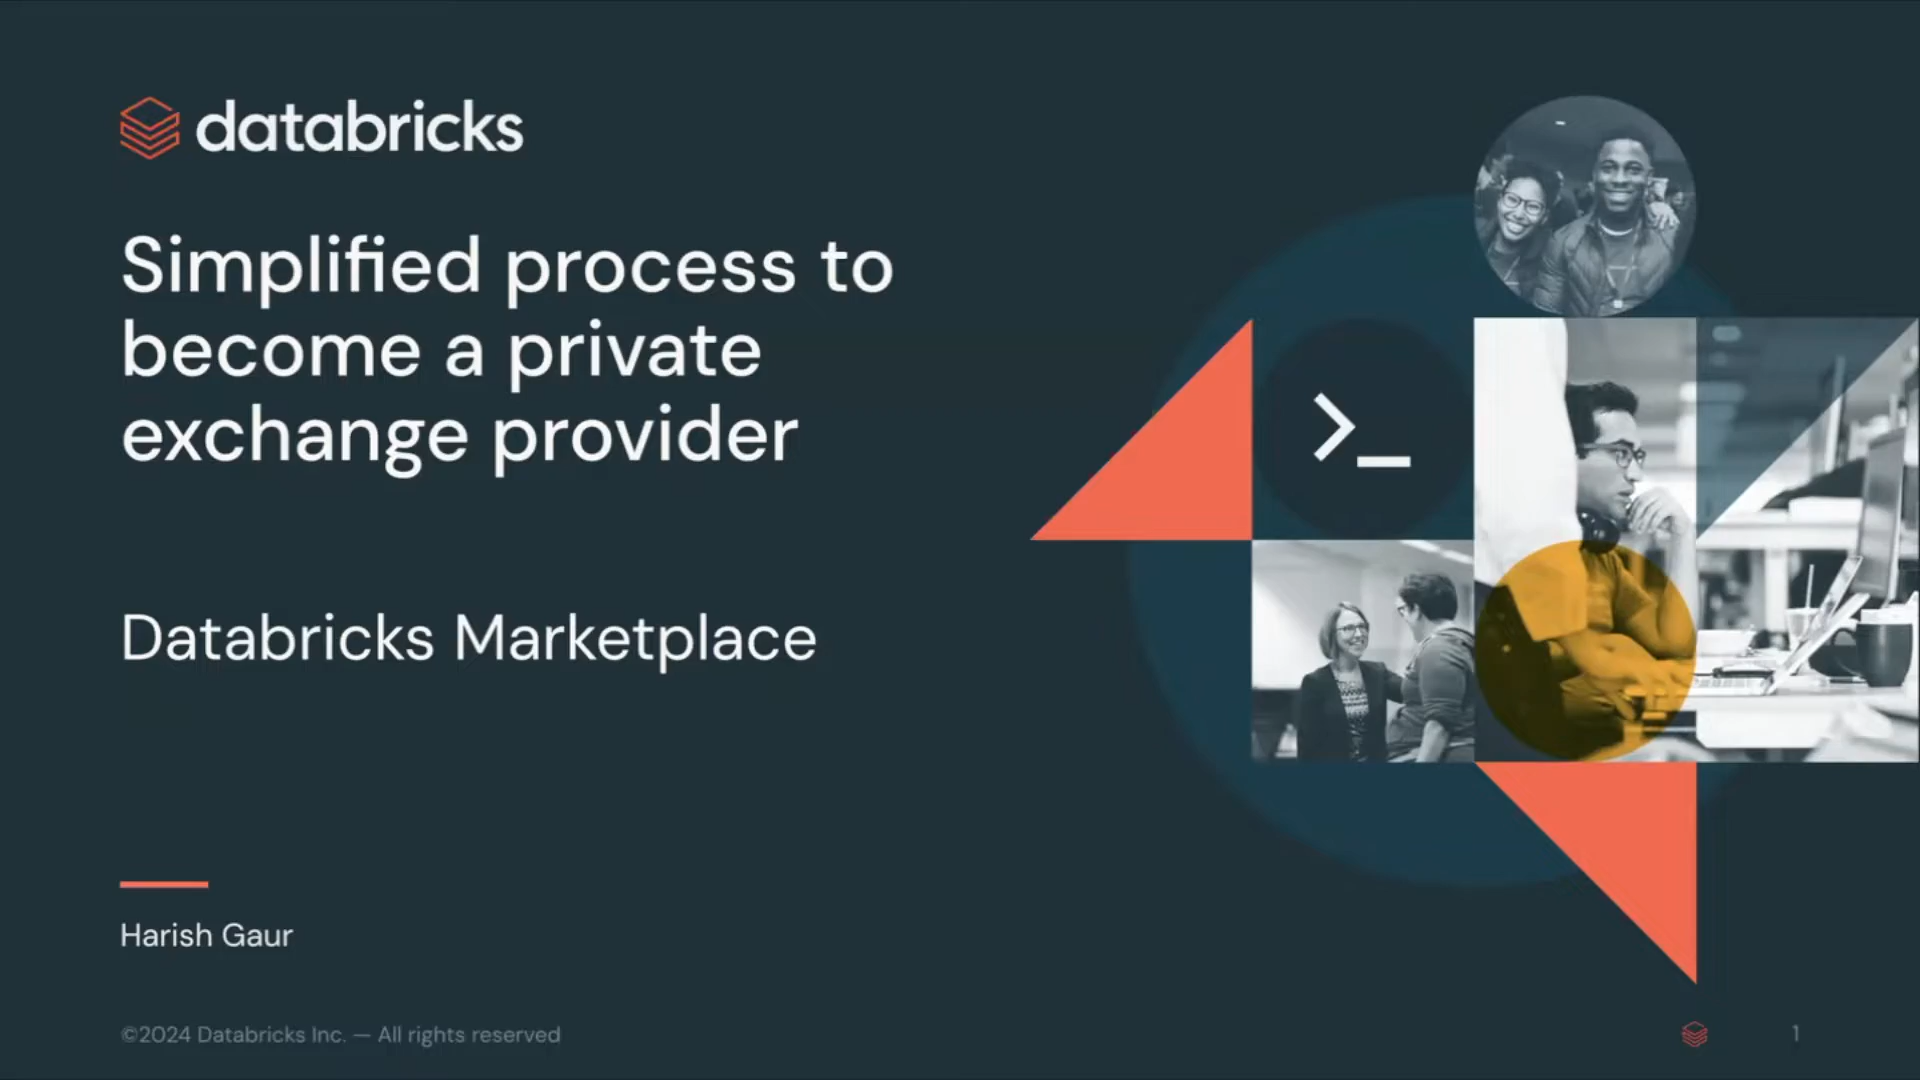 databricks
Simplified process to
become a private
exchange provider
Databricks Marketplace
Harish Gaur
©2024 Databricks Inc. — All rights reserved
1